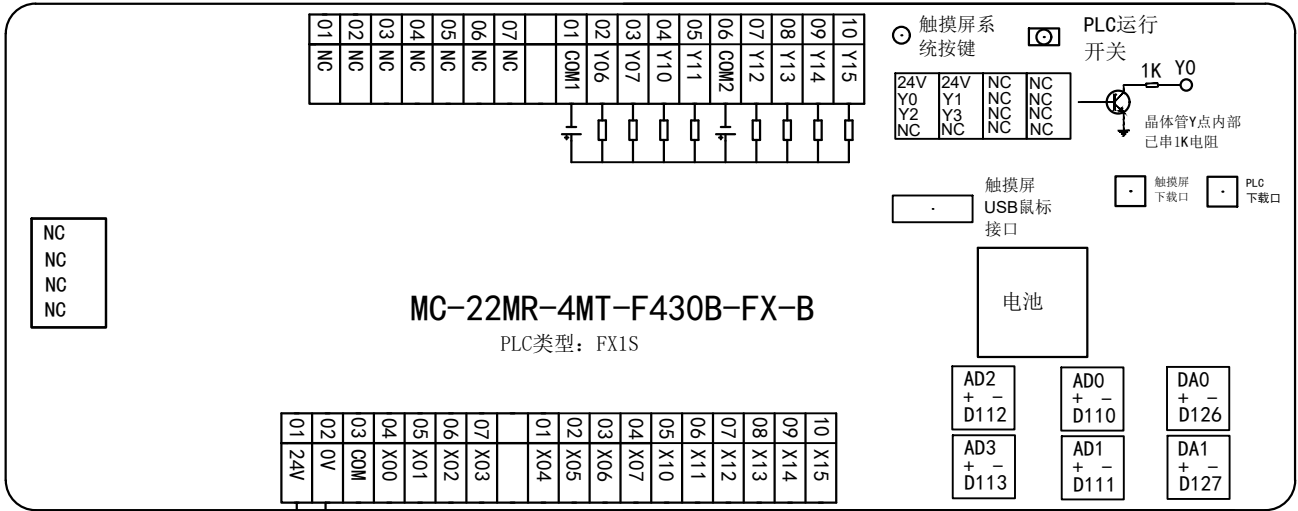 01 NC
02 NC
03 NC
04 NC
05 NC
06 NC
07 NC
01 COM1
02 Y06
03 Y07
04 Y10
05 Y11
06 COM2
07 Y12
08 Y13
09 Y14
10 Y15
触摸屏系
统按键
PLC运行
开关
24V 24V NC NC
Y0 Y1 NC NC
Y2 Y3 NC NC
NC NC NC NC
1K Y0
晶体管Y点内部
已串1K电阻
触摸屏
USB鼠标
接口
触摸屏
下载口
PLC
下载口
NC
NC
NC
NC
MC-22MR-4MT-F430B-FX-B
PLC类型：FX1S
电池
AD2
+ -
D112
AD0
+ -
D110
DA0
+ -
D126
AD3
+ -
D113
AD1
+ -
D111
DA1
+ -
D127
01 24V
02 0V
03 COM
04 X00
05 X01
06 X02
07 X03
01 X04
02 X05
03 X06
04 X07
05 X10
06 X11
07 X12
08 X13
09 X14
10 X15